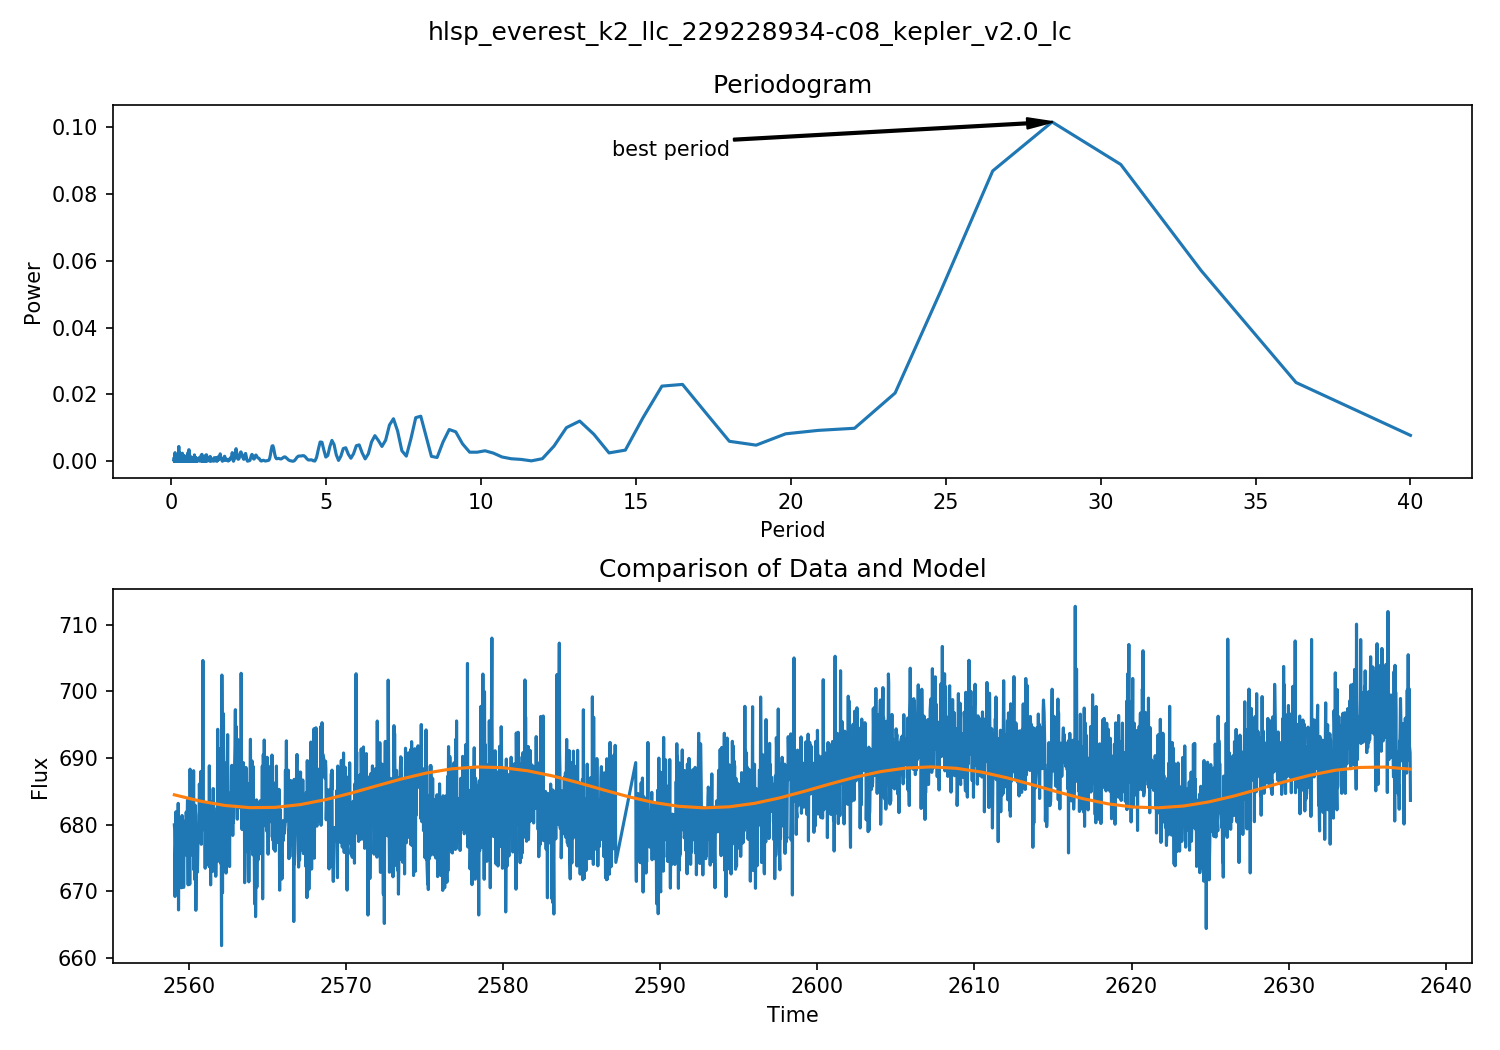 hlsp_everest_k2_llc_229228934-c08_kepler_v2.0_lc
Periodogram
0.10
0.08
0.06
0.04
0.02
0.00
Power
best period
0 5 10 15 20 25 30 35 40
Period
Comparison of Data and Model
710
700
690
680
670
660
Flux
2560 2570 2580 2590 2600 2610 2620 2630 2640
Time